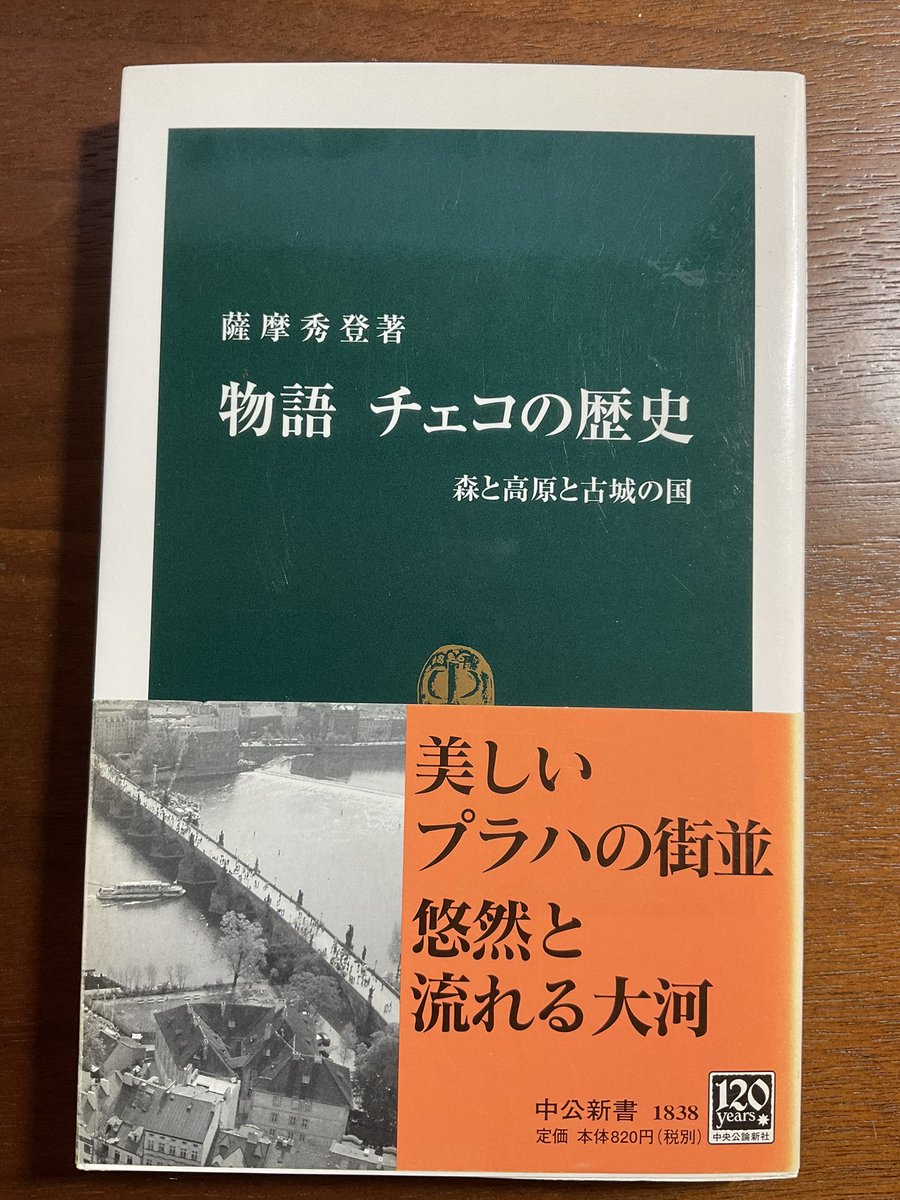 薩摩秀登著
物語 チェコの歴史
森と高原と古城の国
美しい
プラハの街並
悠然と
流れる大河
中公新書 1838
定価 本体820円(税別)
120
years
中央公論新社